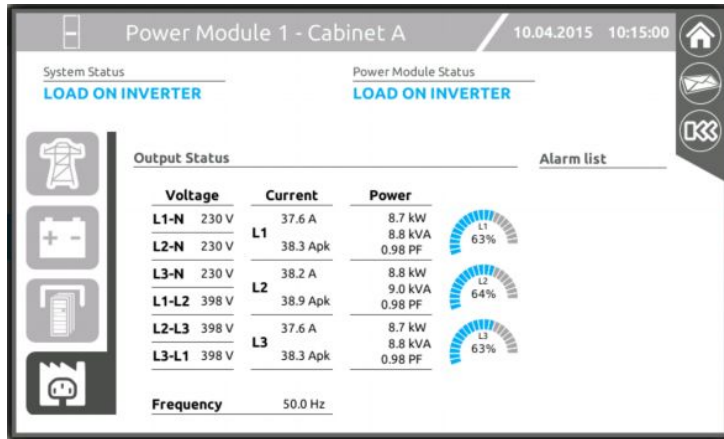 Power Module 1 - Cabinet A 10.04.2015 10:15:00
System Status Power Module Status
LOAD ON INVERTER LOAD ON INVERTER
Output Status Alarm list
Voltage Current Power
L1-N 230 V 37.6 A 8.7 kW
L1 8.8 kVA L1
L2-N 230 V 38.3 Apk 0.98 PF 63%
L3-N 230 V 38.2 A 8.8 kW
L2 9.0 kVA L2
L1-L2 398 V 38.9 Apk 0.98 PF 64%
L2-L3 398 V 37.6 A 8.7 kW
L3 8.8 kVA L3
L3-L1 398 V 38.3 Apk 0.98 PF 63%
Frequency 50.0 Hz